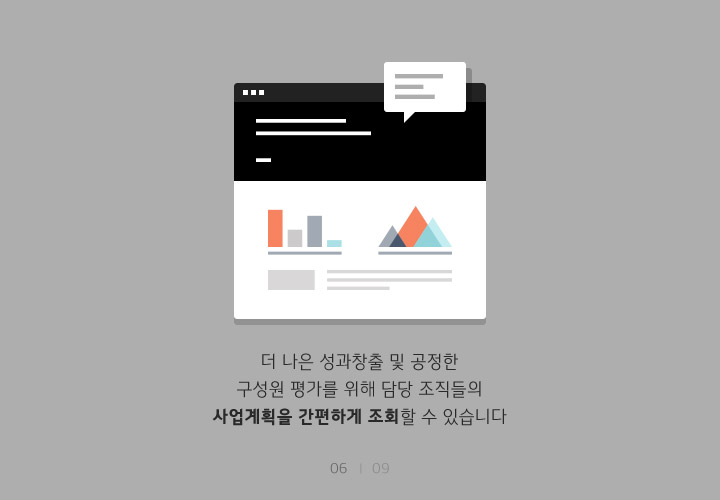 더 나은 성과창출 및 공정한
구성원 평가를 위해 담당 조직들의
사업계획을 간편하게 조회할 수 있습니다
06 | 09